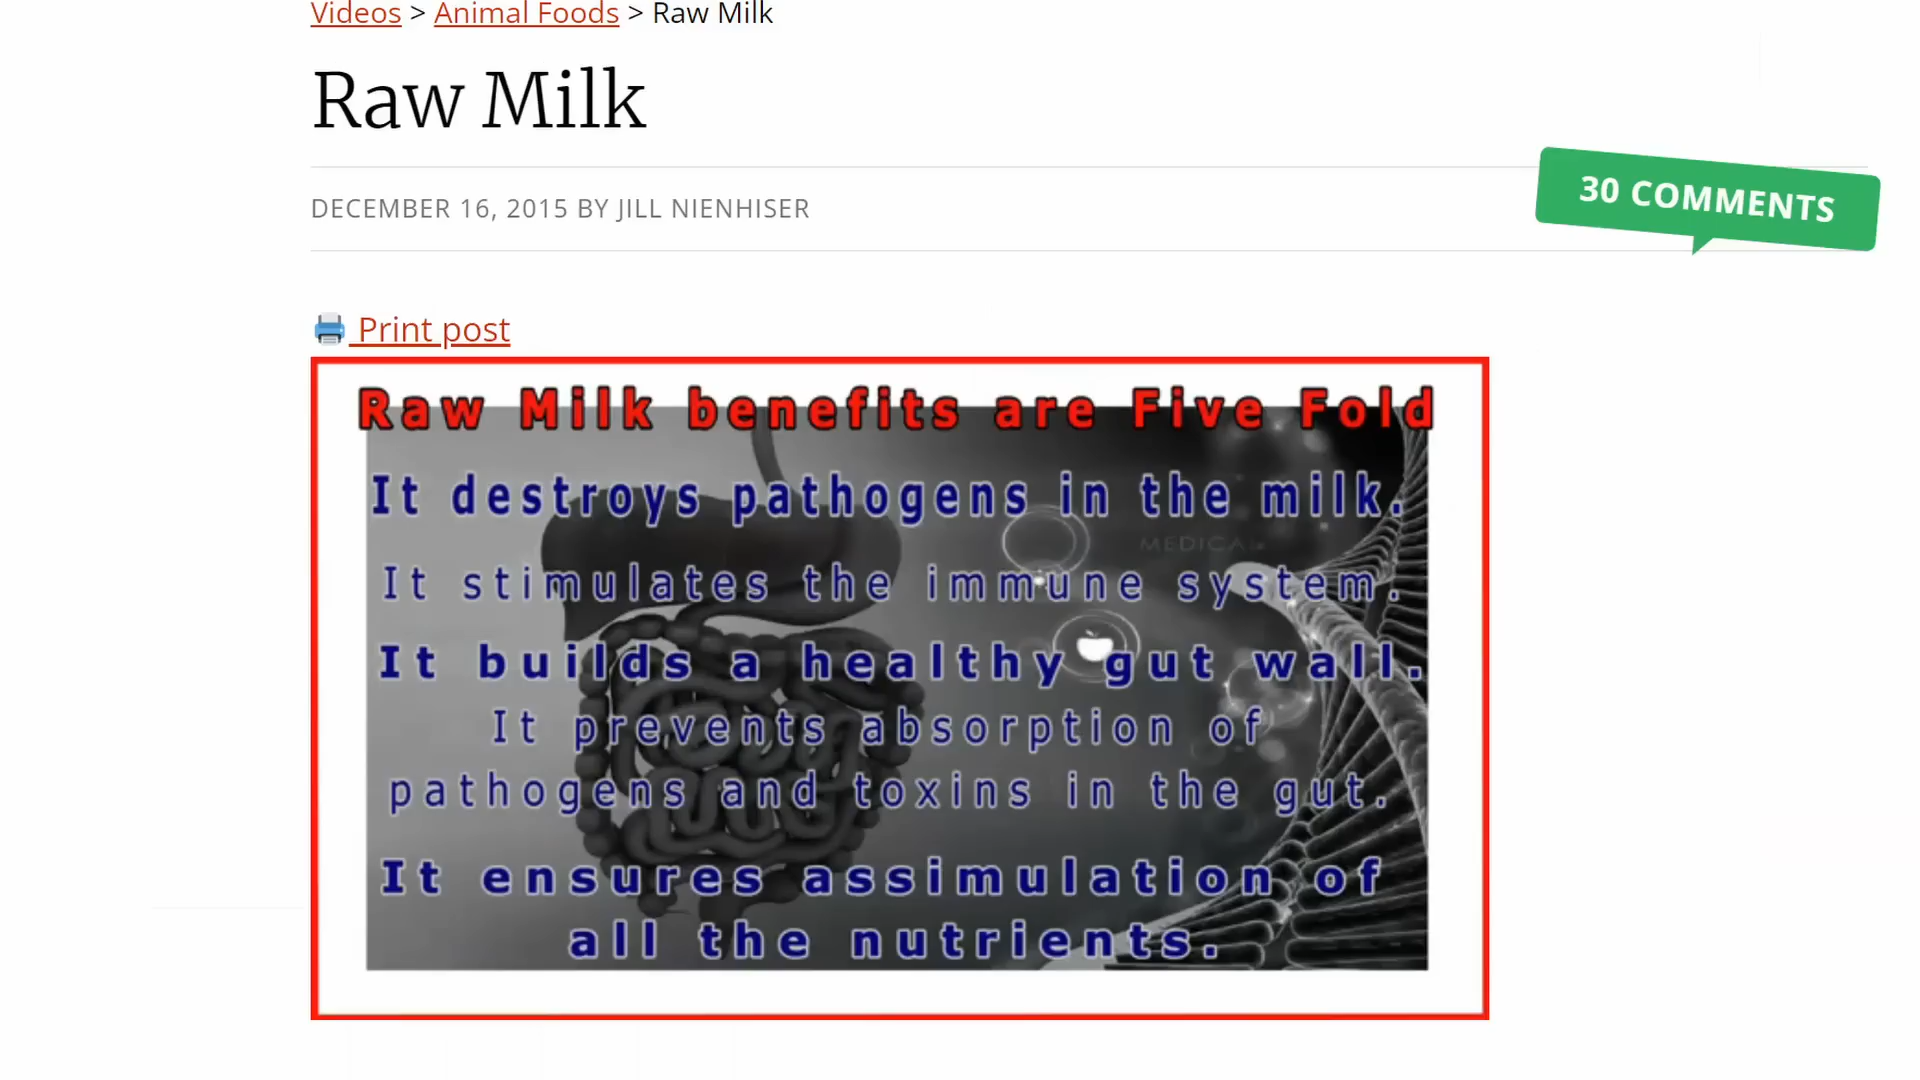 Videos > Animal Foods > Raw Milk
Raw Milk
DECEMBER 16, 2015 BY JILL NIENHISER
30 COMMENTS
Print post
Raw Milk benefits are Five Fold
It destroys pathogens in the milk.
MEDICAL
It stimulates the immune system.
It builds a healthy gut wall.
It prevents absorption of
pathogens and toxins in the gut.
It ensures assimulation of
all the nutrients.